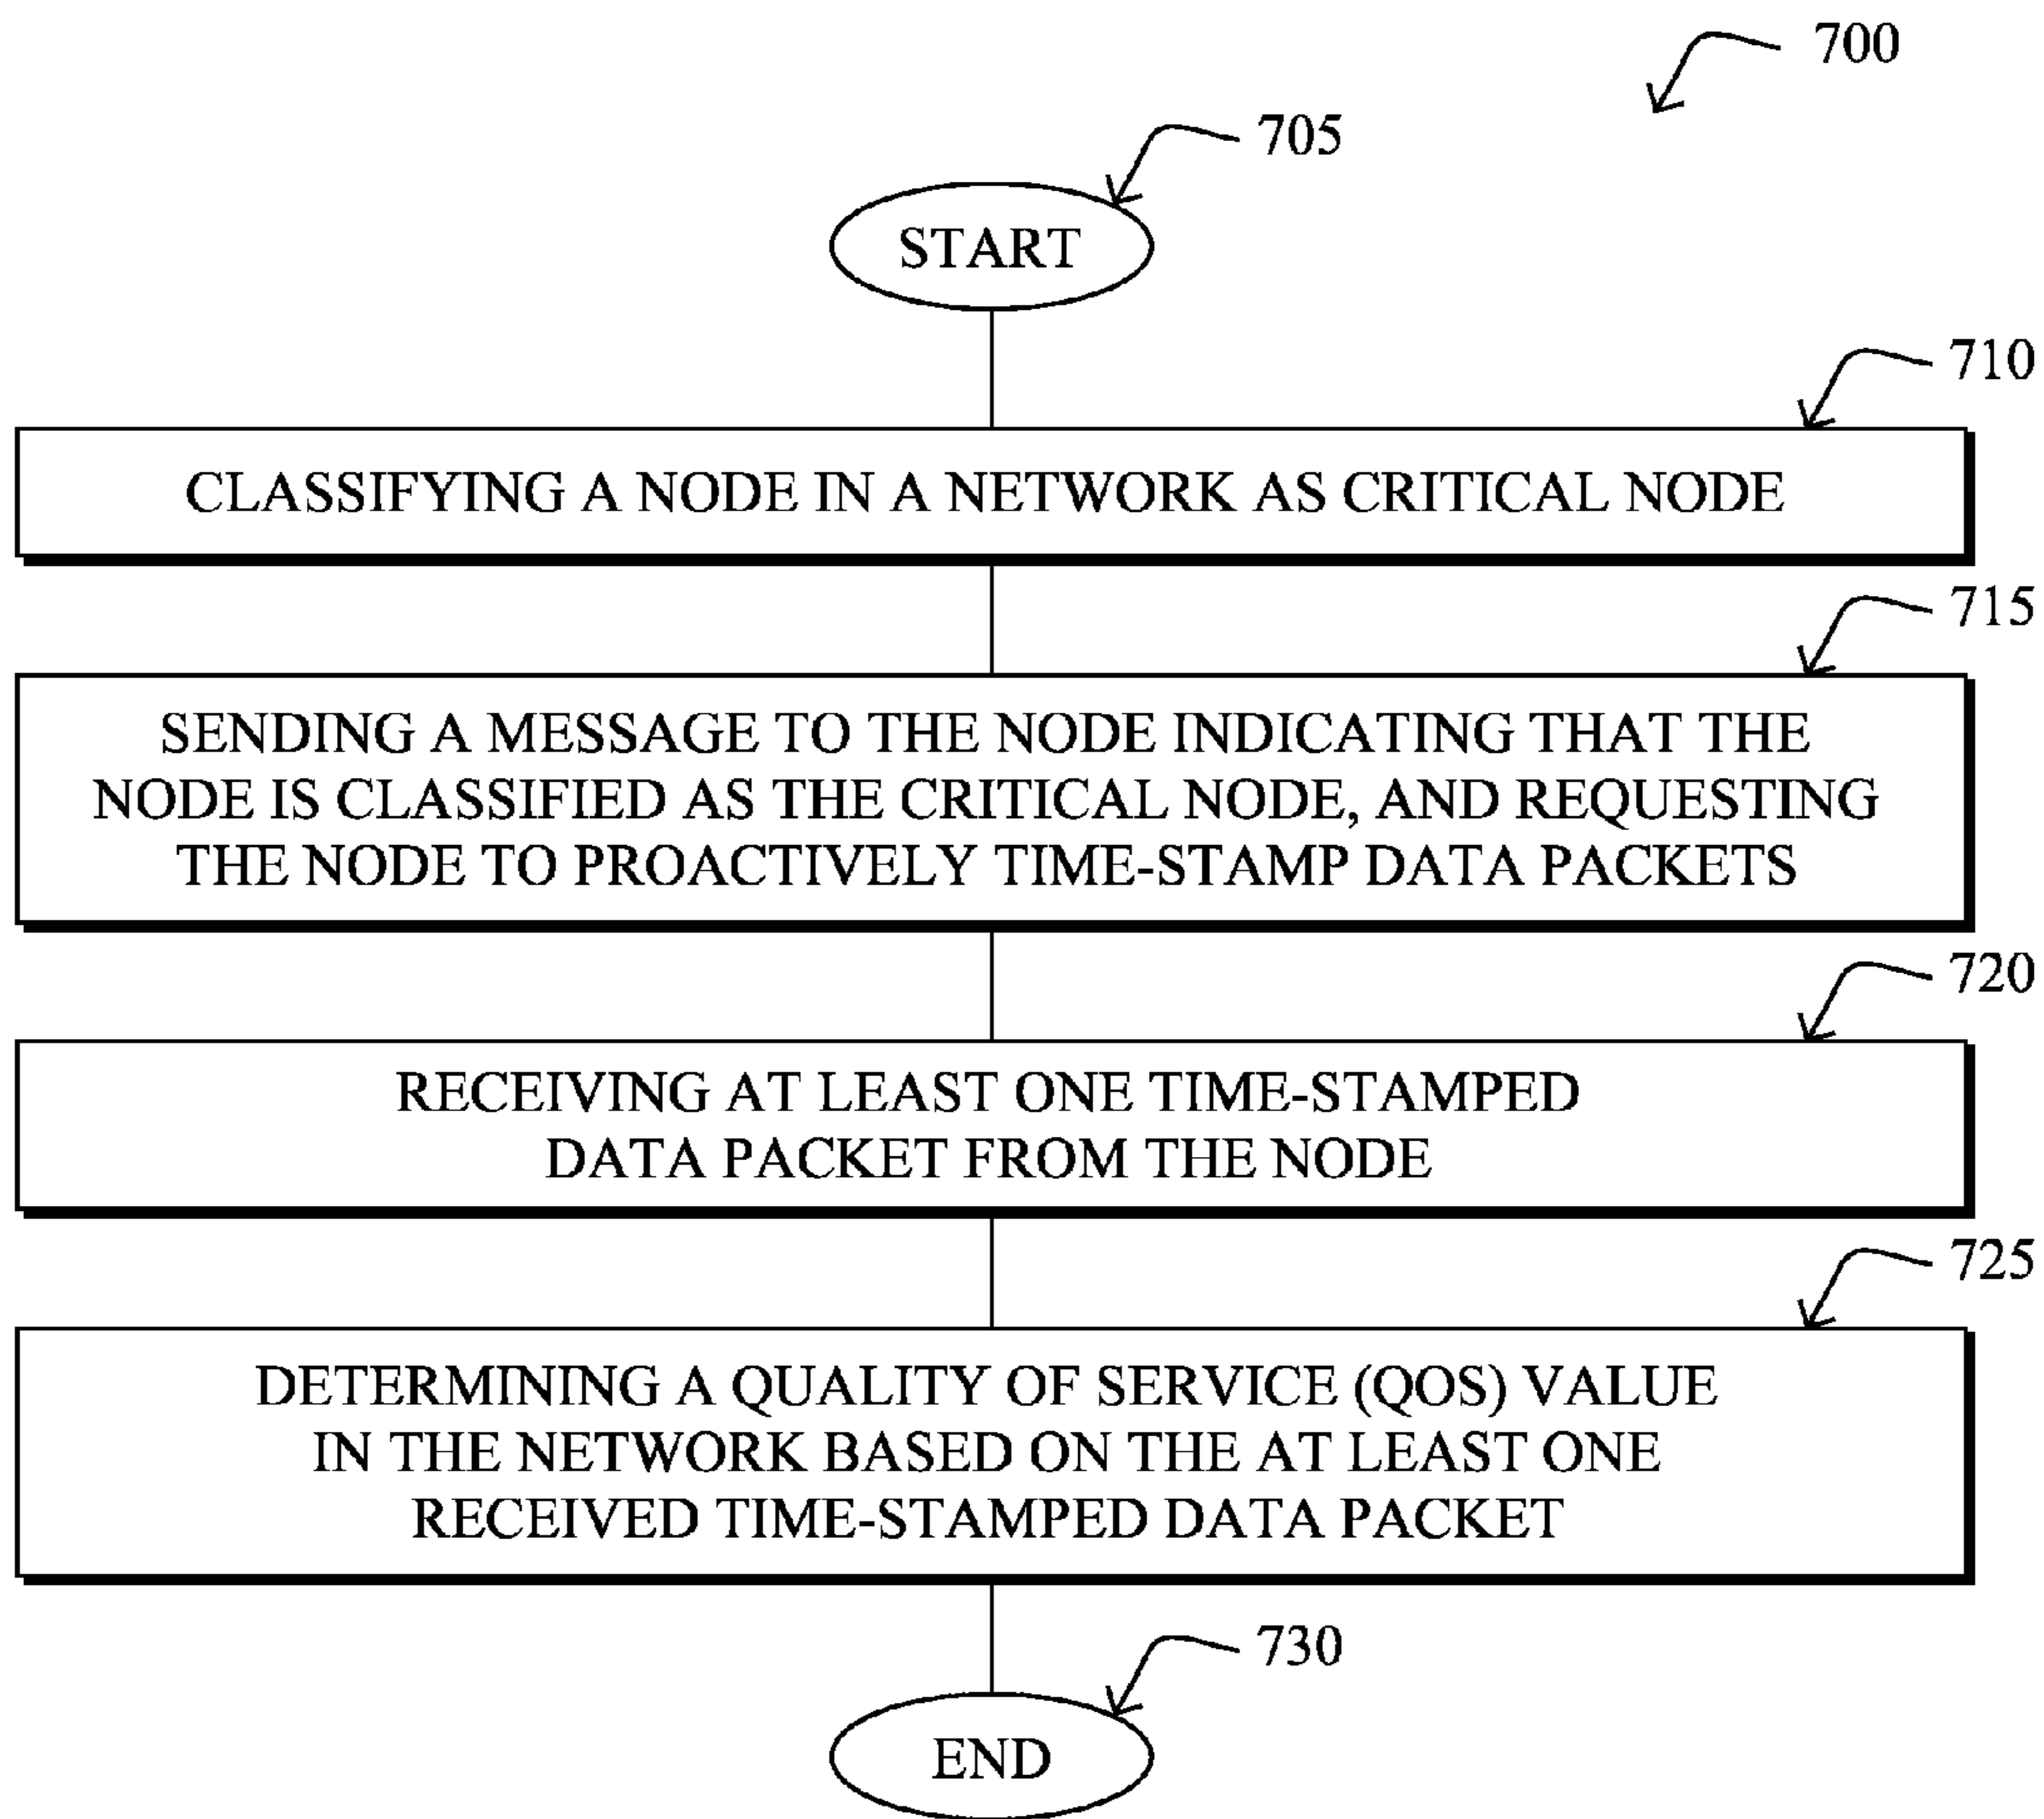 700
705
START
710
CLASSIFYING A NODE IN A NETWORK AS CRITICAL NODE
715
SENDING A MESSAGE TO THE NODE INDICATING THAT THE
NODE IS CLASSIFIED AS THE CRITICAL NODE, AND REQUESTING
THE NODE TO PROACTIVELY TIME-STAMP DATA PACKETS
720
RECEIVING AT LEAST ONE TIME-STAMPED
DATA PACKET FROM THE NODE
725
DETERMINING A QUALITY OF SERVICE (QOS) VALUE
IN THE NETWORK BASED ON THE AT LEAST ONE
RECEIVED TIME-STAMPED DATA PACKET
730
END